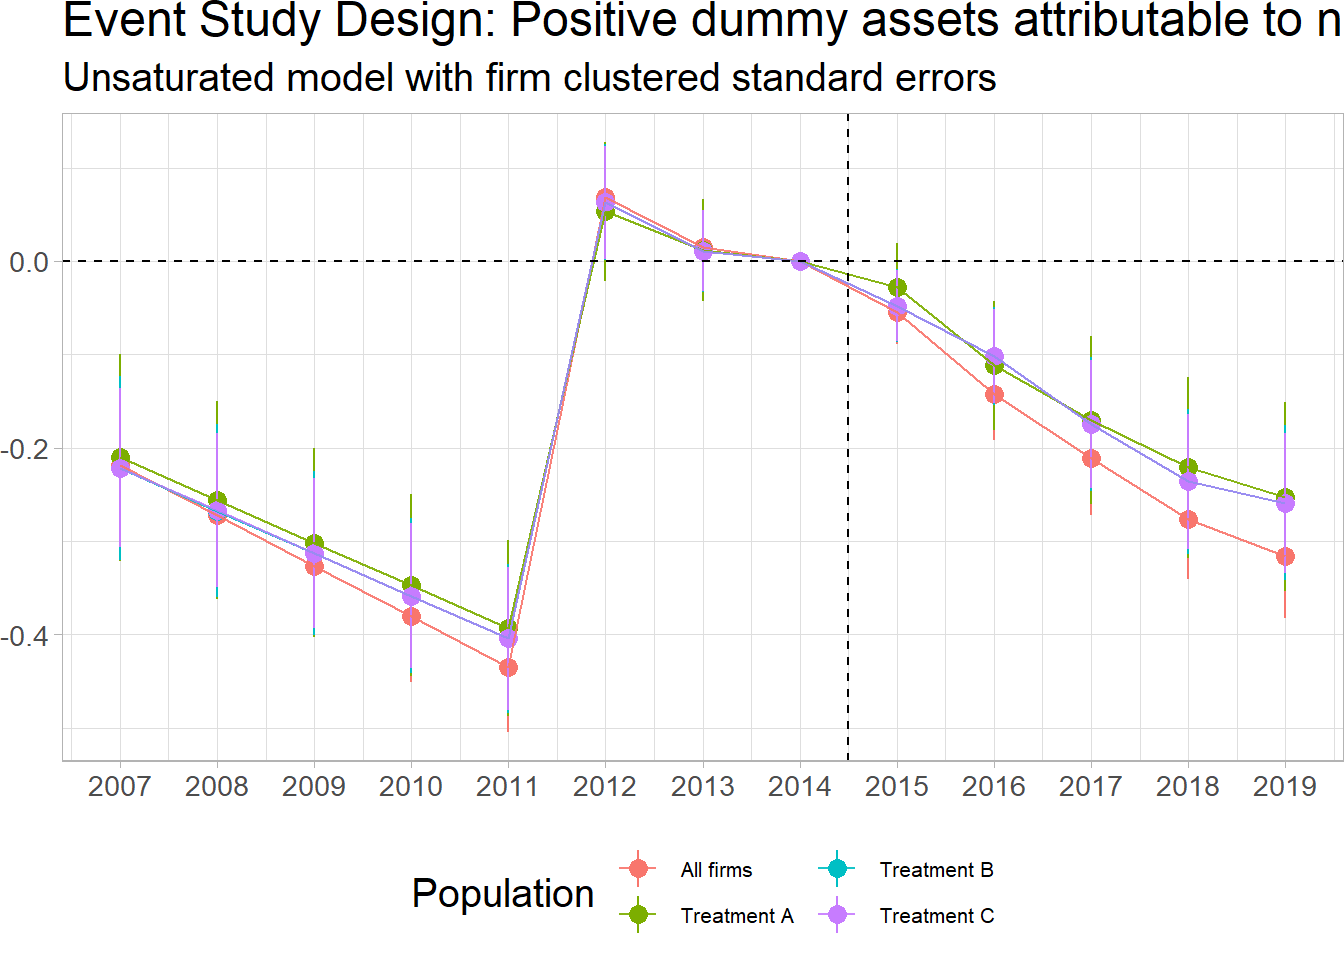 Event Study Design: Positive dummy assets attributable to n
Unsaturated model with firm clustered standard errors
0.0
-0.2
-0.4
2007 2008 2009 2010 2011 2012 2013 2014 2015 2016 2017 2018 2019
Population
All firms
Treatment B
Treatment A
Treatment C